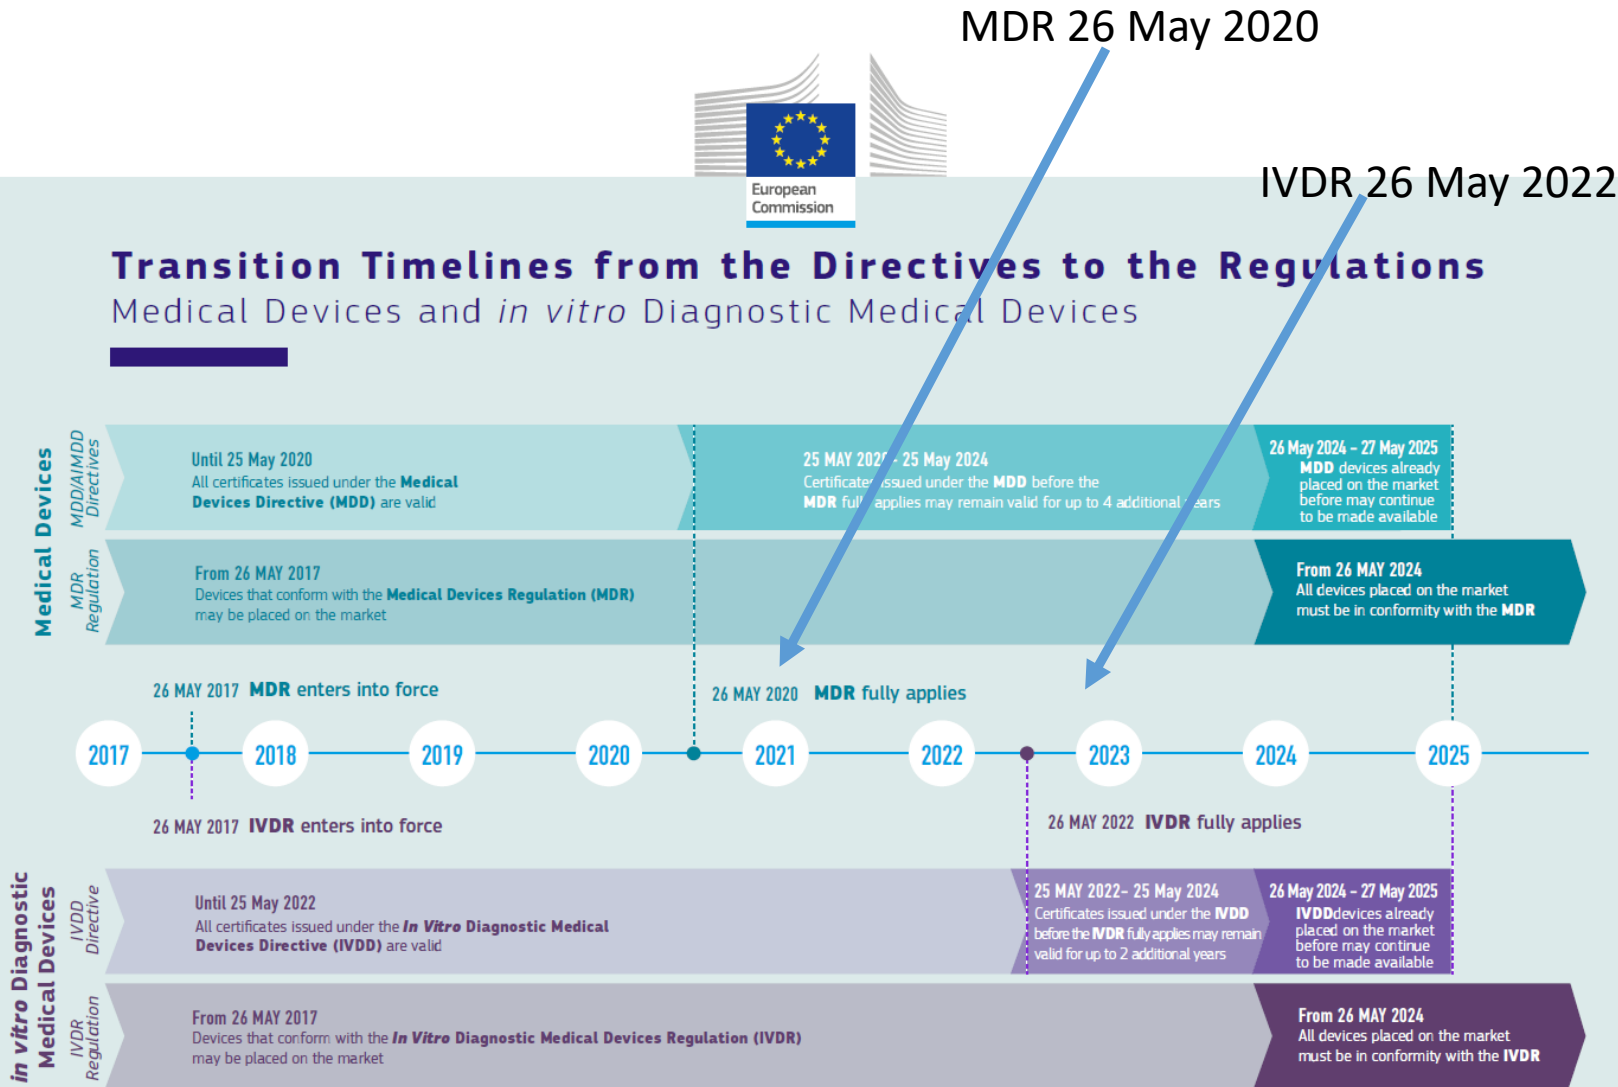 MDR 26 May 2020
European
Commission
IVDR 26 May 2022
Transition Timelines from the Directives to the Regulations
Medical Devices and in vitro Diagnostic Medical Devices
Medical Devices
MDD/AIMDD
Directives
Until 25 May 2020
All certificates issued under the Medical
Devices Directive (MDD) are valid
25 MAY 2020 - 25 May 2024
Certificates issued under the MDD before the
MDR fully applies may remain valid for up to 4 additional years
26 May 2024 - 27 May 2025
MDD devices already
placed on the market
before may continue
to be made available
MDR
Regulation
From 26 MAY 2017
Devices that conform with the Medical Devices Regulation (MDR)
may be placed on the market
From 26 MAY 2024
All devices placed on the market
must be in conformity with the MDR
26 MAY 2017 MDR enters into force
26 MAY 2020 MDR fully applies
2017 2018 2019 2020 2021 2022 2023 2024 2025
26 MAY 2017 IVDR enters into force
26 MAY 2022 IVDR fully applies
in vitro Diagnostic
Medical Devices
IVDD
Directive
Until 25 May 2022
All certificates issued under the In Vitro Diagnostic Medical
Devices Directive (IVDD) are valid
25 MAY 2022- 25 May 2024
Certificates issued under the IVDD
before the IVDR fully applies may remain
valid for up to 2 additional years
26 May 2024 - 27 May 2025
IVDDdevices already
placed on the market
before may continue
to be made available
IVDR
Regulation
From 26 MAY 2017
Devices that conform with the In Vitro Diagnostic Medical Devices Regulation (IVDR)
may be placed on the market
From 26 MAY 2024
All devices placed on the market
must be in conformity with the IVDR